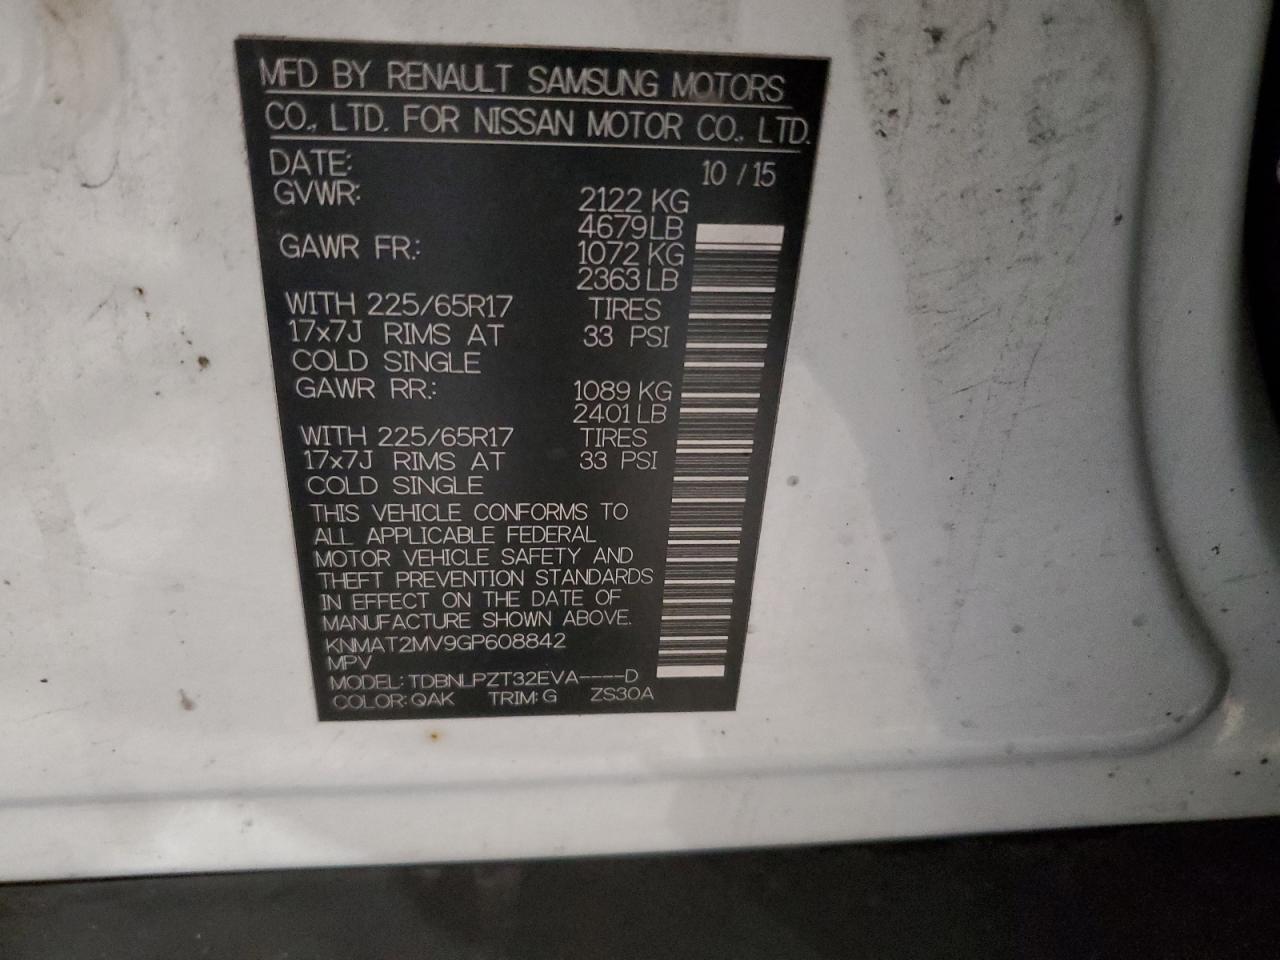 MFD BY RENAULT SAMSUNG MOTORS
CO., LTD. FOR NISSAN MOTOR CO., LTD.
DATE: 10 / 15
GVWR: 2122 KG
4679 LB
GAWR FR.: 1072 KG
2363 LB
WITH 225/65R17 TIRES
17x7J RIMS AT 33 PSI
COLD SINGLE
GAWR RR.: 1089 KG
2401 LB
WITH 225/65R17 TIRES
17x7J RIMS AT 33 PSI
COLD SINGLE
THIS VEHICLE CONFORMS TO
ALL APPLICABLE FEDERAL
MOTOR VEHICLE SAFETY AND
THEFT PREVENTION STANDARDS
IN EFFECT ON THE DATE OF
MANUFACTURE SHOWN ABOVE.
KNMAT2MV9GP608842
MPV
MODEL: TDBNLPZT32EVA----D
COLOR: QAK TRIM: G ZS30A